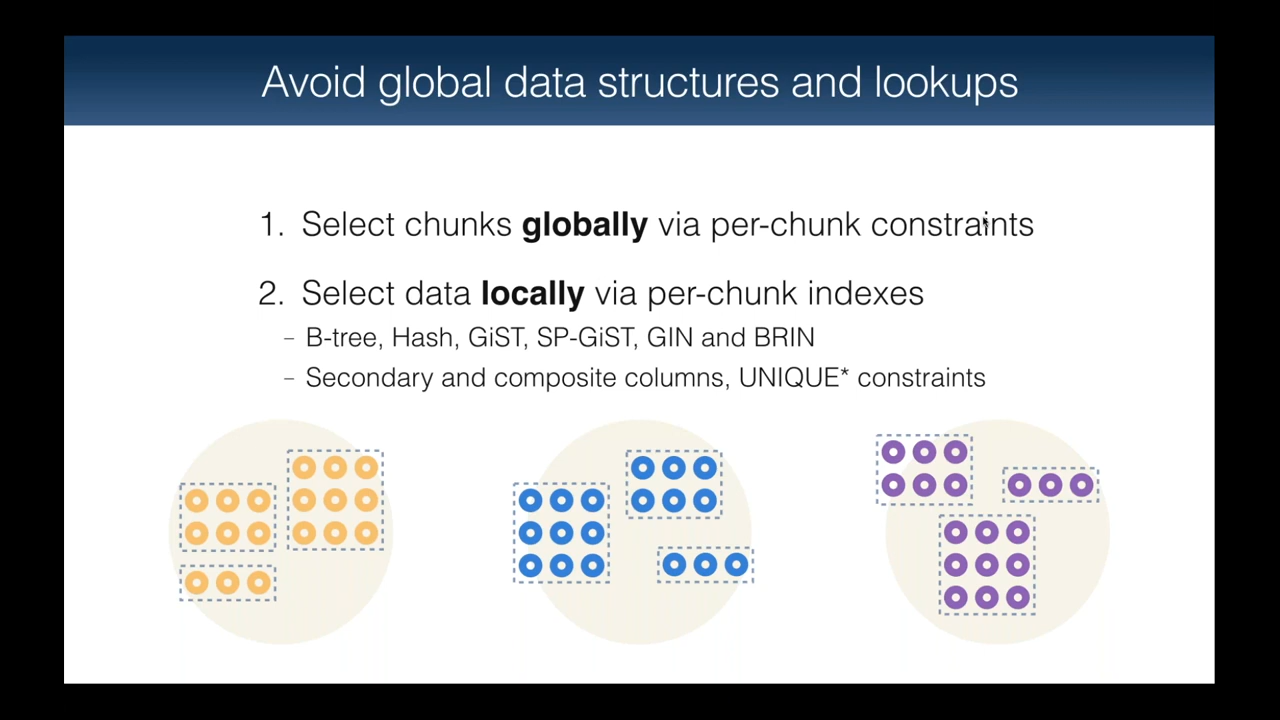 Avoid global data structures and lookups
1. Select chunks globally via per-chunk constraints
2. Select data locally via per-chunk indexes
– B-tree, Hash, GiST, SP-GiST, GIN and BRIN
– Secondary and composite columns, UNIQUE* constraints